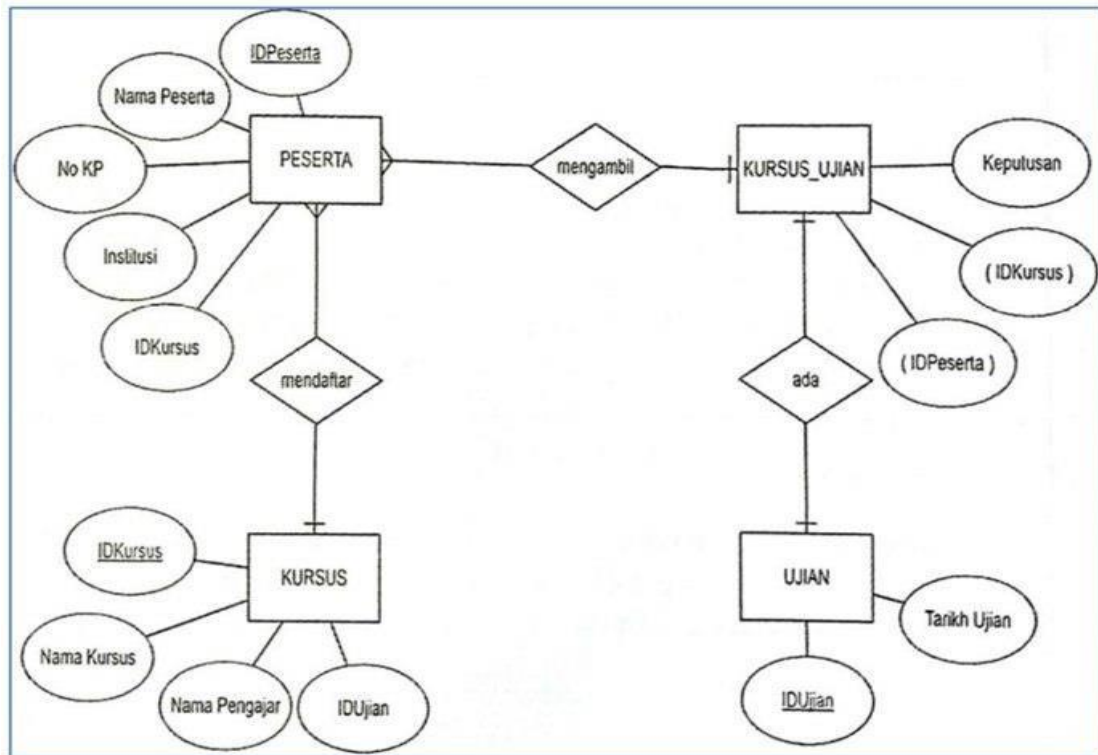 IDPeserta
Nama Peserta
PESERTA
mengambil
KURSUS_UJIAN
Keputusan
No KP
Institusi
( IDKursus )
IDKursus
( IDPeserta )
mendaftar
ada
IDKursus
KURSUS
UJIAN
Nama Kursus
Tarikh Ujian
Nama Pengajar
IDUjian
IDUjian